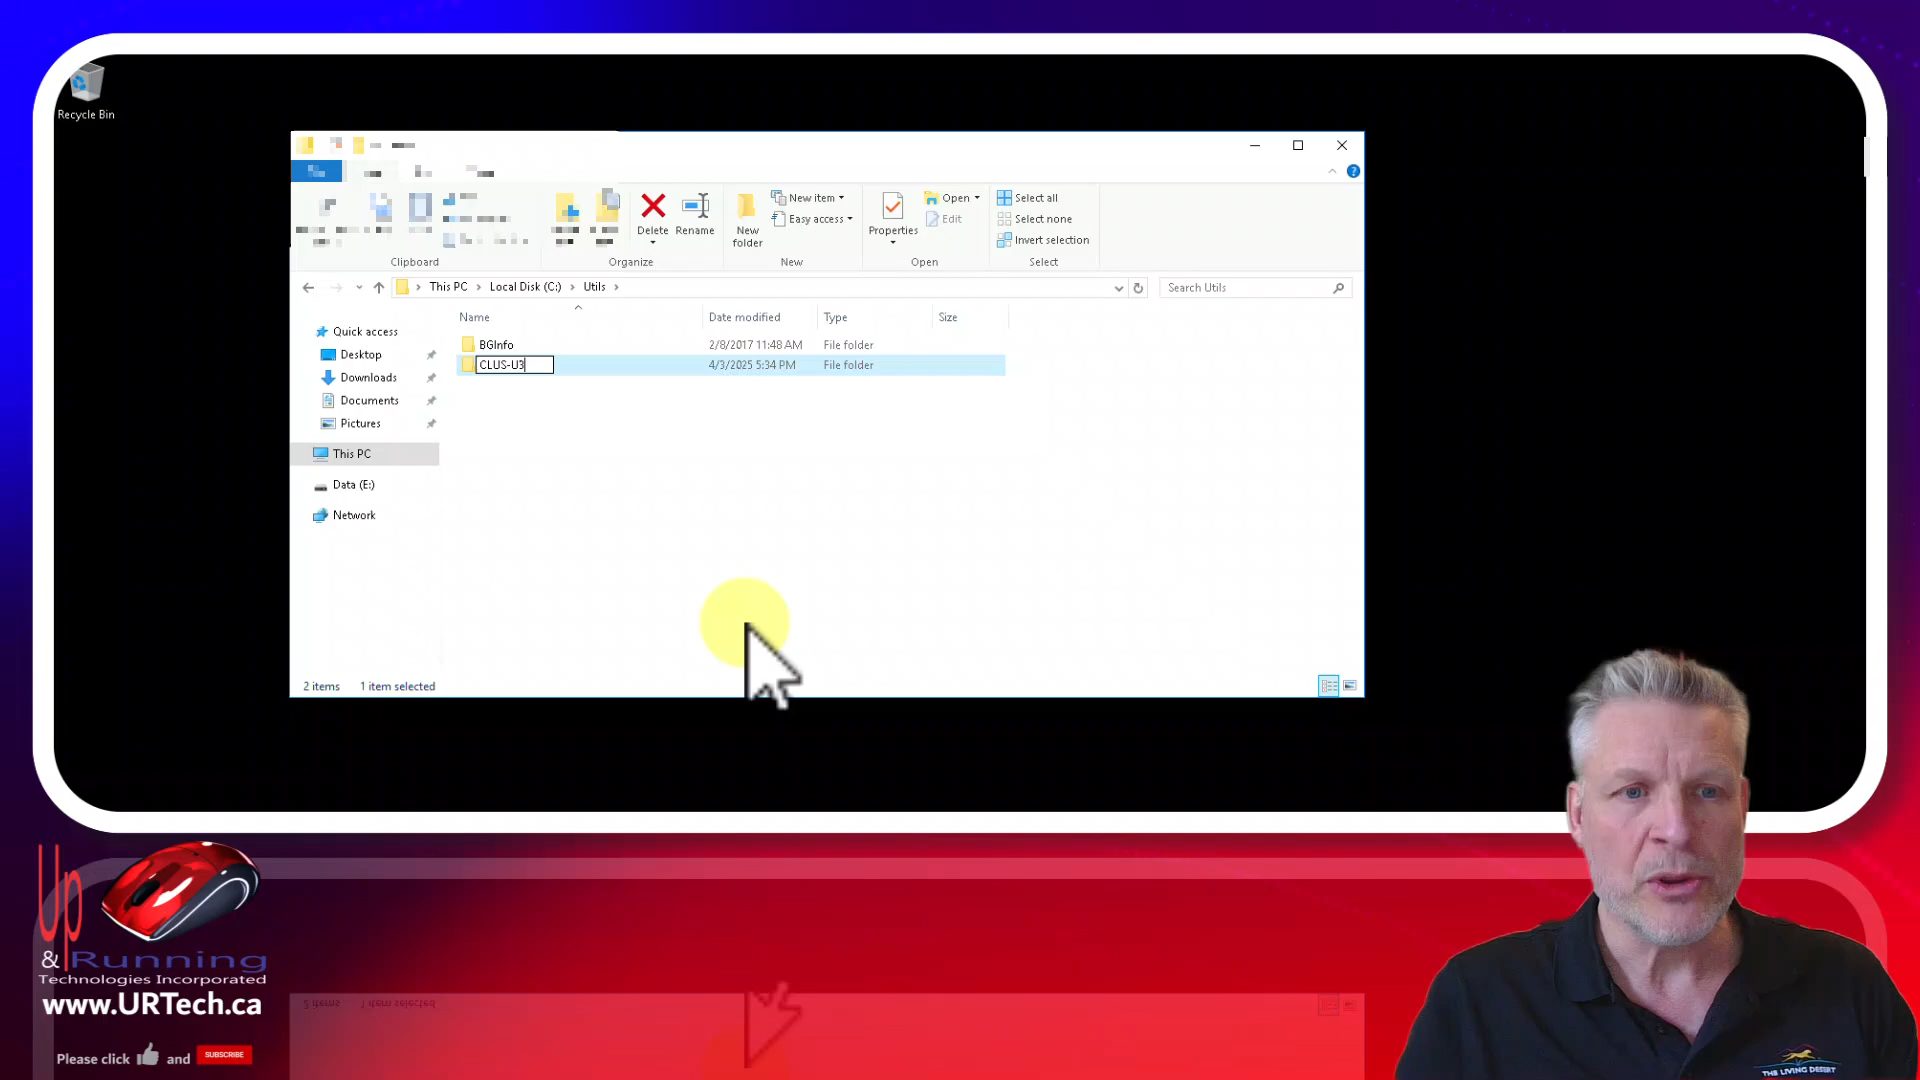 Recycle Bin
Delete
Rename
New folder
New item
Easy access
Properties
Open
Edit
Select all
Select none
Invert selection
Clipboard
Organize
New
Open
Select
This PC
Local Disk (C:)
Utils
Search Utils
Name
Date modified
Type
Size
BGInfo 2/8/2017 11:48 AM File folder
CLUS-U3 4/3/2025 5:34 PM File folder
Quick access
Desktop
Downloads
Documents
Pictures
This PC
Data (E:)
Network
2 items 1 item selected
Up
& Running
Technologies Incorporated
www.URTech.ca
Please click and SUBSCRIBE
THE LIVING DESERT